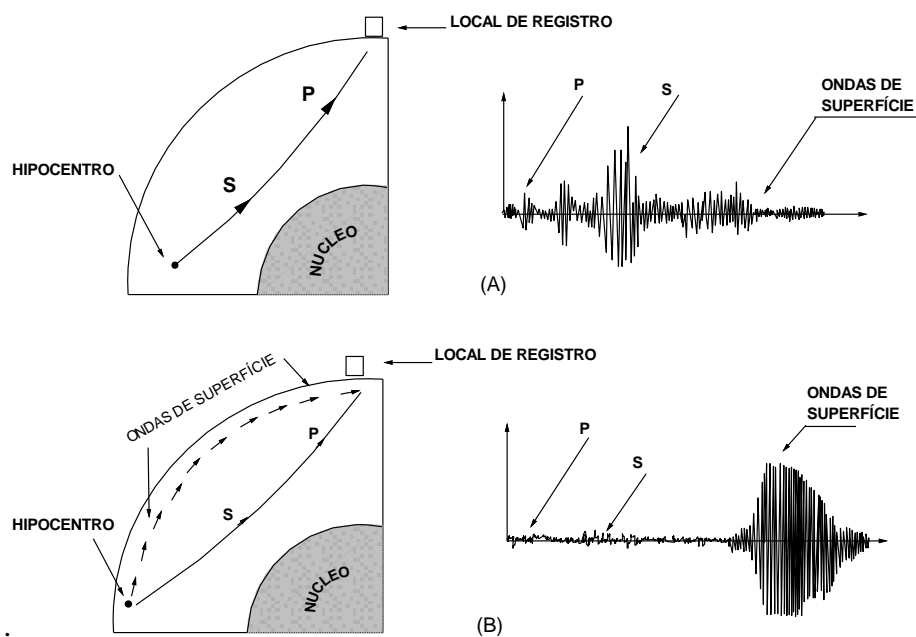 LOCAL DE REGISTRO
P
S
HIPOCENTRO
NUCLEO
P
S
ONDAS DE
SUPERFÍCIE
(A)
LOCAL DE REGISTRO
ONDAS DE SUPERFÍCIE
P
S
HIPOCENTRO
NUCLEO
P
S
ONDAS DE
SUPERFÍCIE
(B)
.